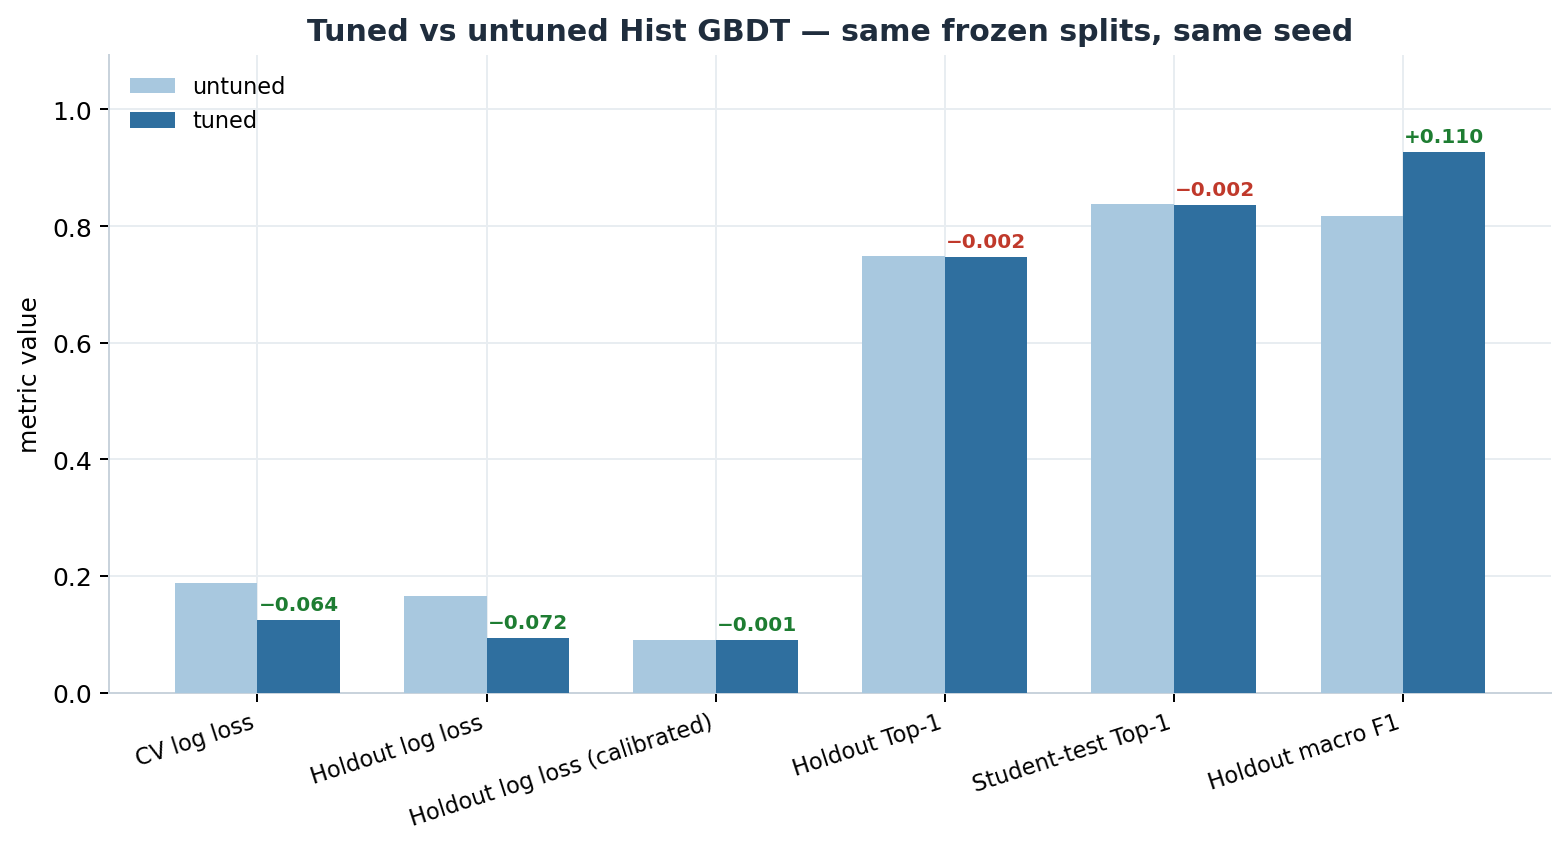 Tuned vs untuned Hist GBDT — same frozen splits, same seed
untuned
tuned
metric value
1.0
0.8
0.6
0.4
0.2
0.0
−0.064
−0.072
−0.001
−0.002
−0.002
+0.110
CV log loss
Holdout log loss
Holdout log loss (calibrated)
Holdout Top-1
Student-test Top-1
Holdout macro F1